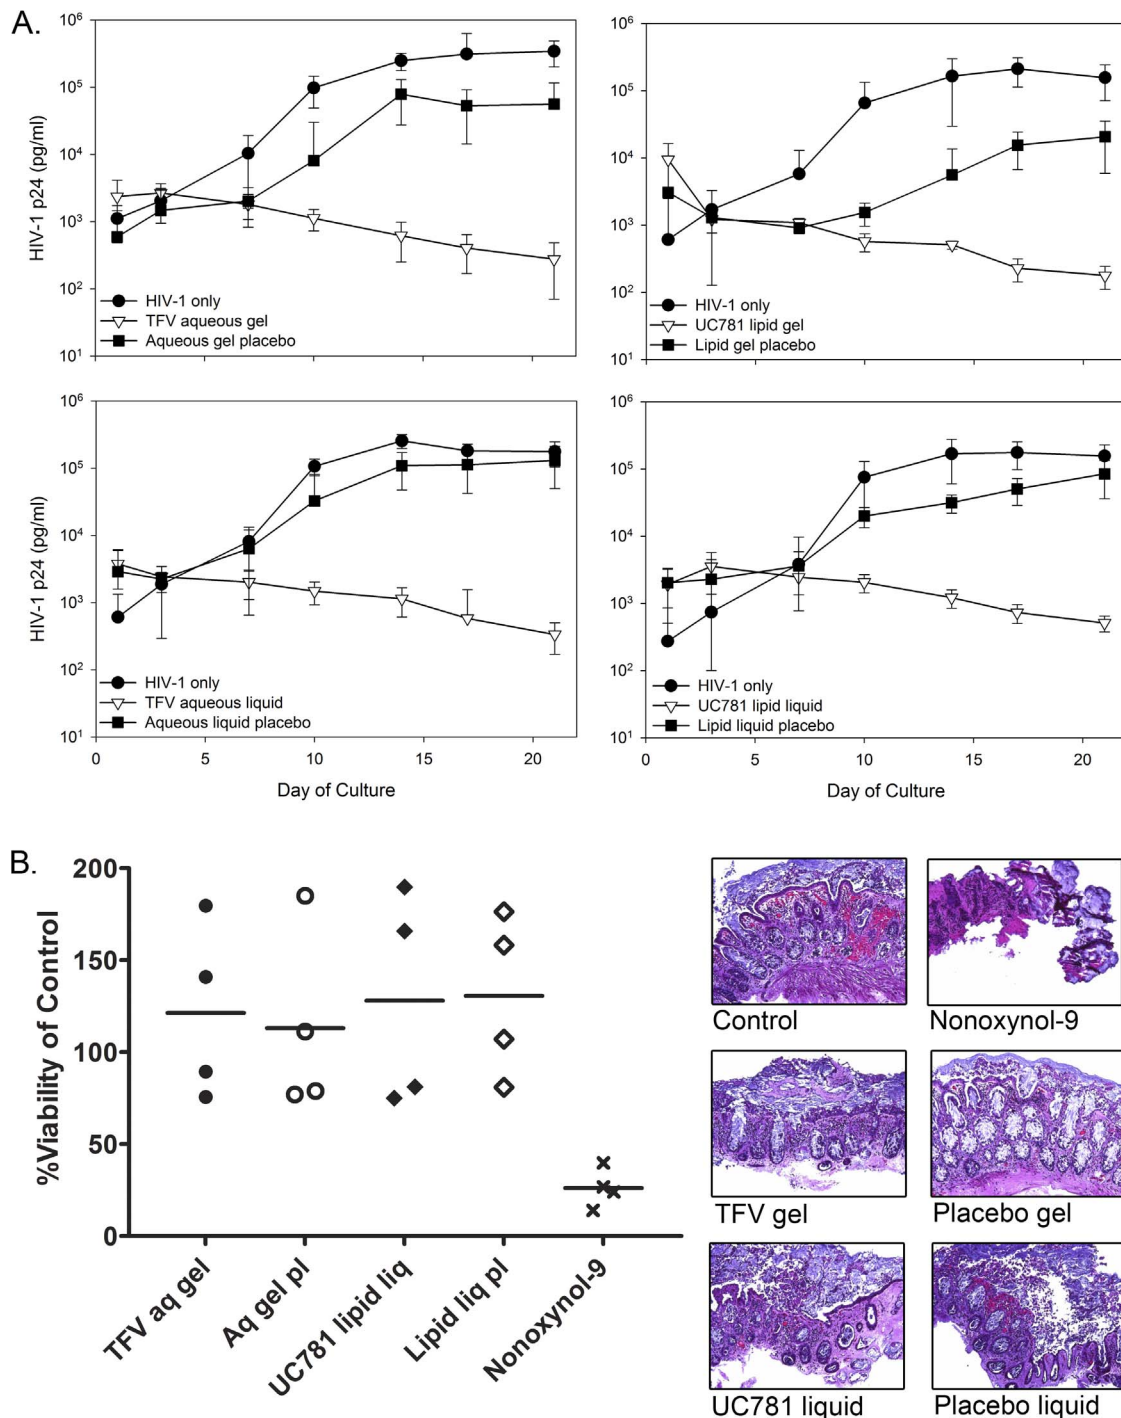 A.
10⁶
10⁵
10⁴
10³
10²
10¹
HIV-1 p24 (pg/ml)
HIV-1 only
TFV aqueous gel
Aqueous gel placebo
10⁶
10⁵
10⁴
10³
10²
10¹
HIV-1 only
UC781 lipid gel
Lipid gel placebo
10⁶
10⁵
10⁴
10³
10²
10¹
HIV-1 p24 (pg/ml)
HIV-1 only
TFV aqueous liquid
Aqueous liquid placebo
0 5 10 15 20
Day of Culture
10⁶
10⁵
10⁴
10³
10²
10¹
HIV-1 only
UC781 lipid liquid
Lipid liquid placebo
0 5 10 15 20
Day of Culture
B.
200
150
100
50
0
%Viability of Control
TFV aq gel
Aq gel pl
UC781 lipid liq
Lipid liq pl
Nonoxynol-9
Control
Nonoxynol-9
TFV gel
Placebo gel
UC781 liquid
Placebo liquid